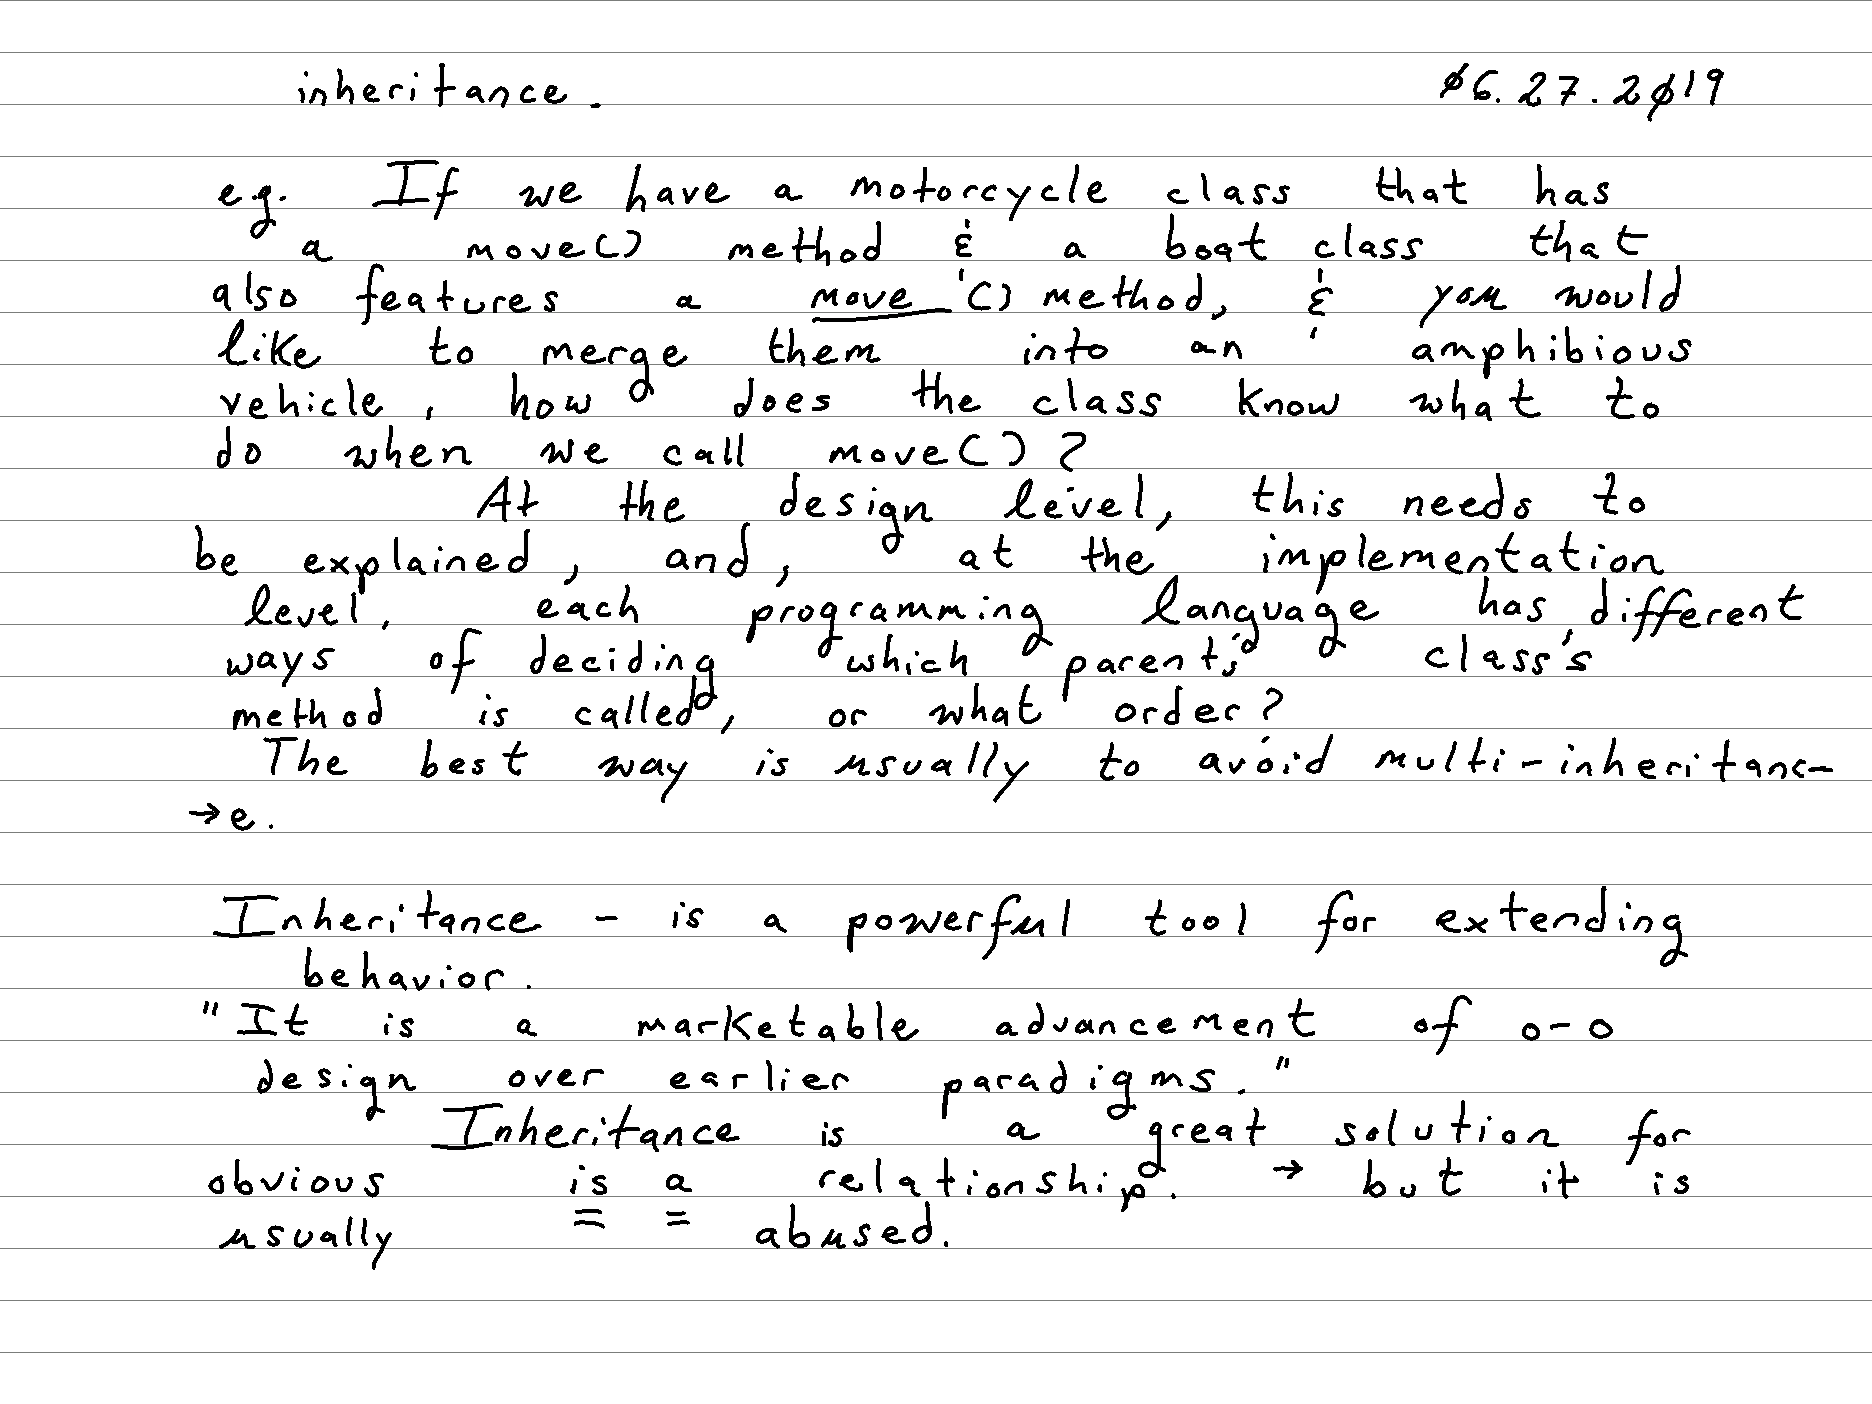 inheritance. 06.27.2019
e.g. If we have a motorcycle class that has
a move() method & a boat class that
also features a move () method, & you would
like to merge them into an amphibious
vehicle, how does the class know what to
do when we call move()?
At the design level, this needs to
be explained, and, at the implementation
level, each programming language has different
ways of deciding which parent's class's
method is called, or what order?
The best way is usually to avoid multi-inheritanc-
→e.
Inheritance - is a powerful tool for extending
behavior.
"It is a marketable advancement of o-o
design over earlier paradigms."
Inheritance is a great solution for
obvious is a relationship. → but it is
usually abused.